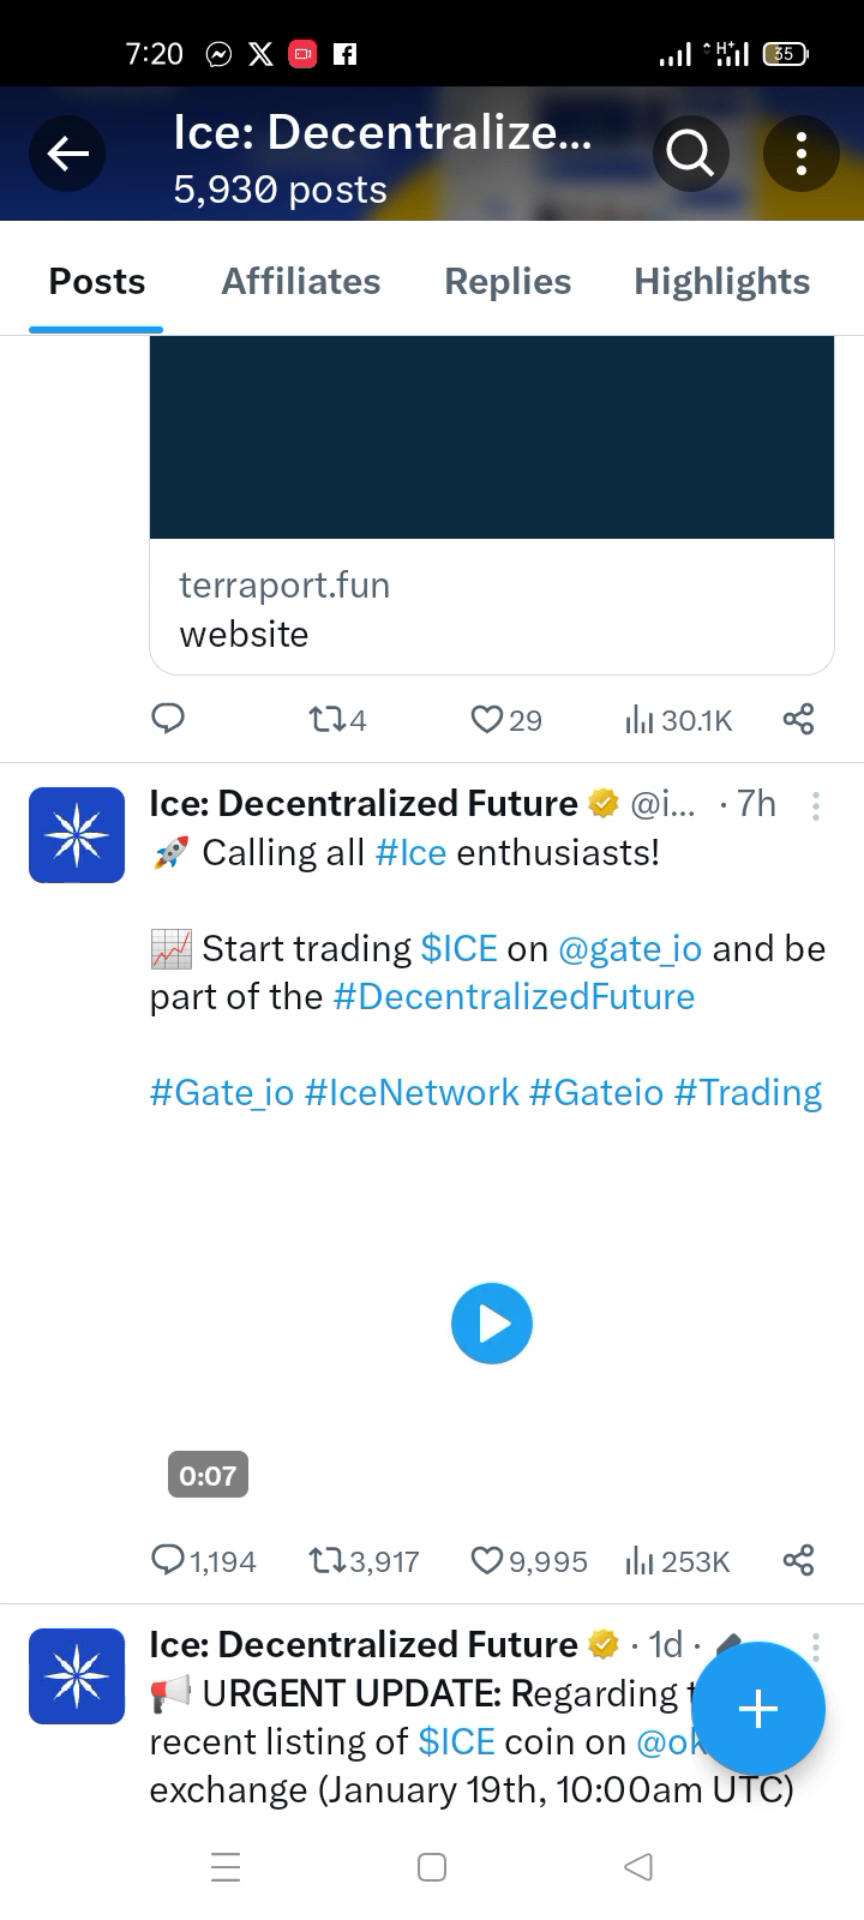 7:20
H+
35
Ice: Decentralize...
5,930 posts
Posts Affiliates Replies Highlights
terraport.fun
website
4 29 30.1K
Ice: Decentralized Future @i... · 7h
🚀 Calling all #Ice enthusiasts!
📈 Start trading $ICE on @gate_io and be
part of the #DecentralizedFuture
#Gate_io #IceNetwork #Gateio #Trading
0:07
1,194 3,917 9,995 253K
Ice: Decentralized Future · 1d ·
📢 URGENT UPDATE: Regarding
recent listing of $ICE coin on @ok
exchange (January 19th, 10:00am UTC)